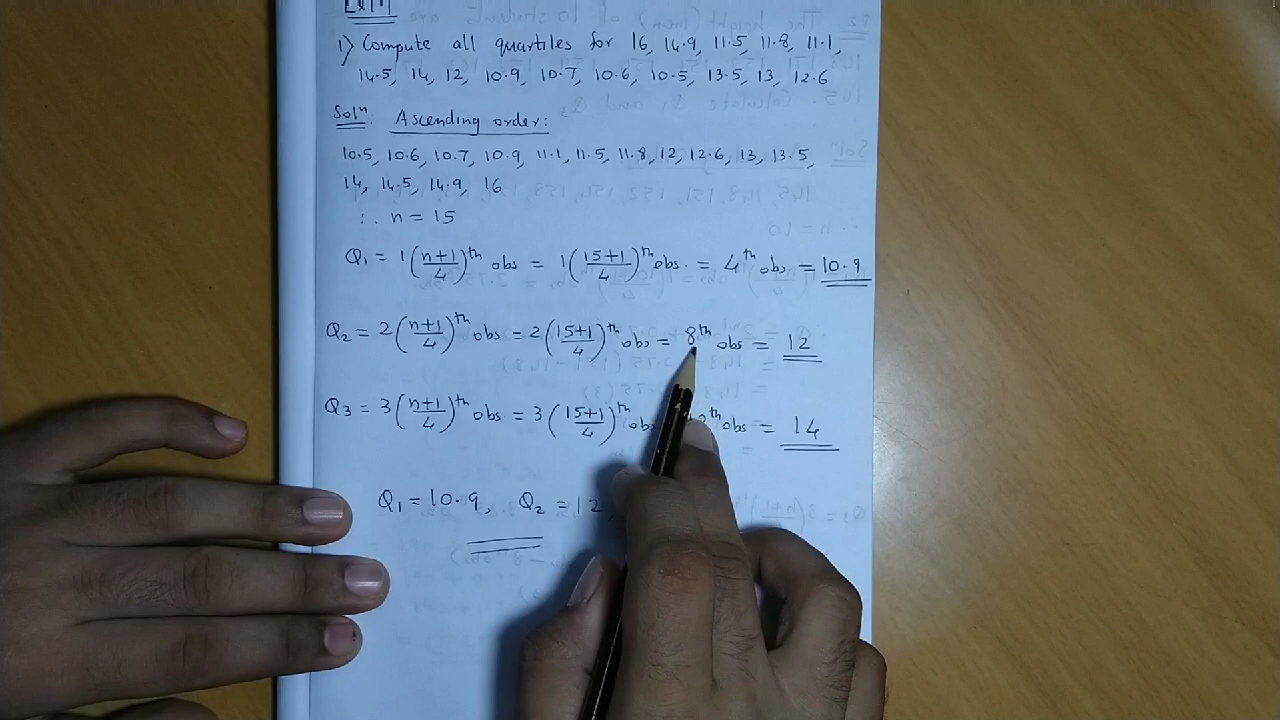 1) Compute all quartiles for 16, 14.9, 11.5, 11.8, 11.1,
14.5, 14, 12, 10.9, 10.7, 10.6, 10.5, 13.5, 13, 12.6
Solⁿ: Ascending order:
10.5, 10.6, 10.7, 10.9, 11.1, 11.5, 11.8, 12, 12.6, 13, 13.5,
14, 14.5, 14.9, 16
∴ n = 15
Q₁ = 1(n+1/4)th obs = 1(15+1/4)th obs. = 4th obs = 10.9
Q₂ = 2(n+1/4)th obs = 2(15+1/4)th obs = 8th obs = 12
Q₃ = 3(n+1/4)th obs = 3(15+1/4)th obs th obs = 14
Q₁ = 10.9, Q₂ = 12,